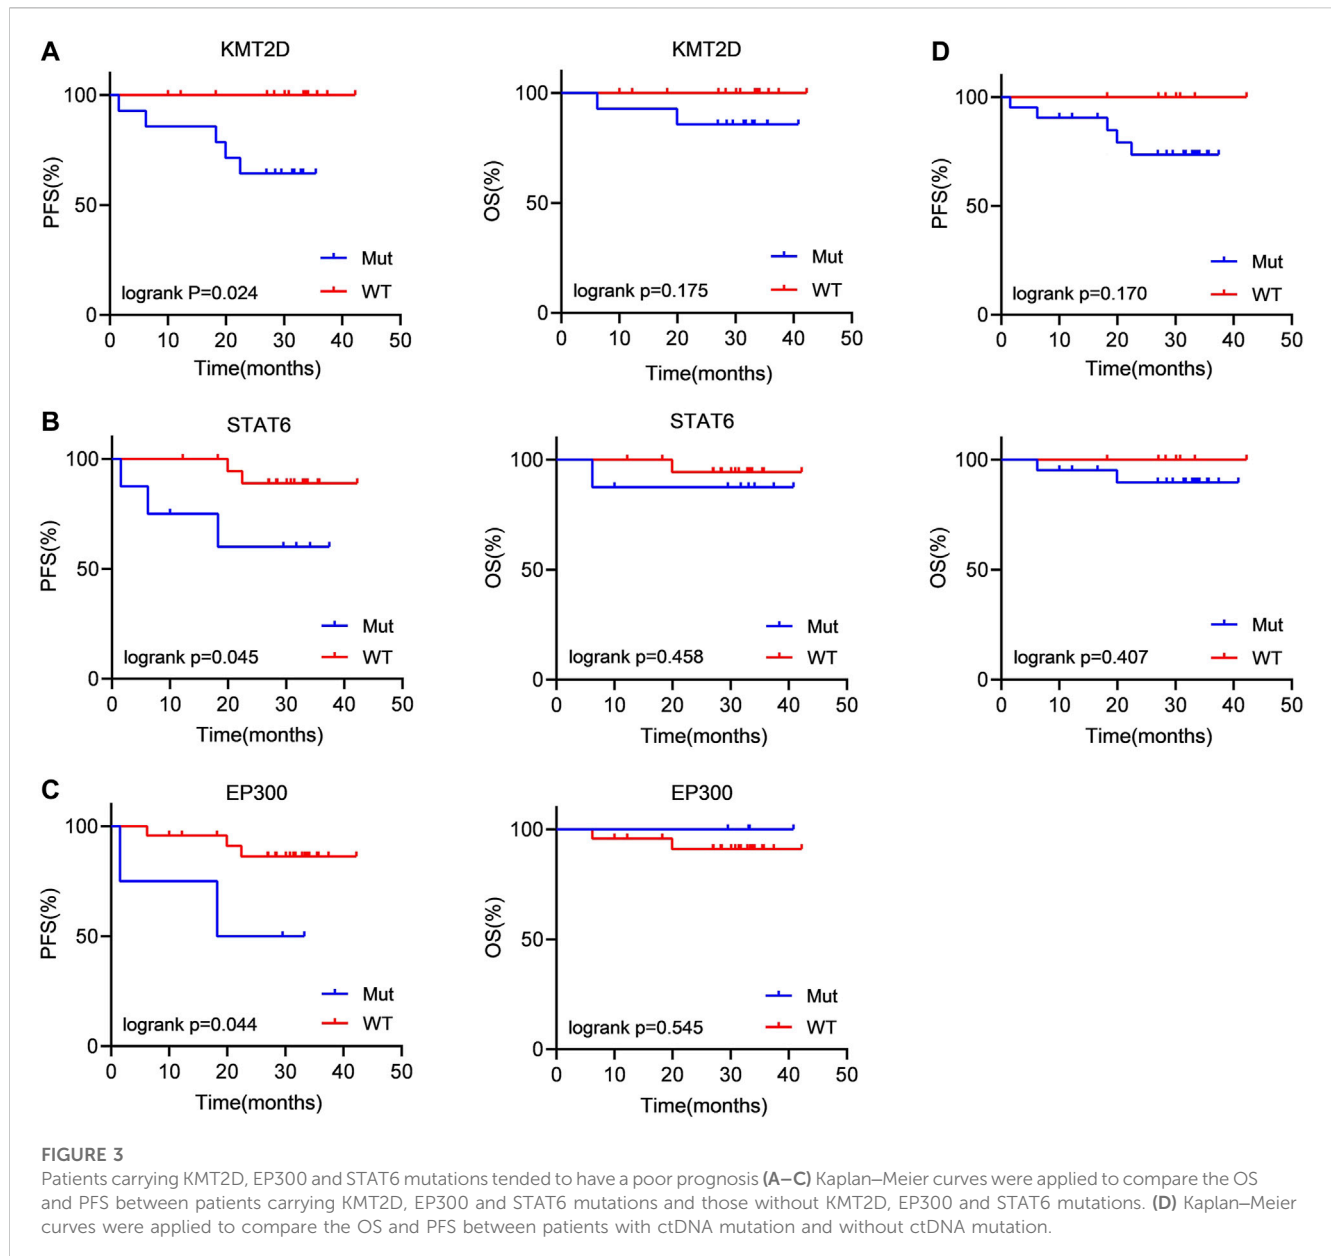 A
KMT2D
PFS(%)
100
50
0
logrank P=0.024
Mut
WT
0 10 20 30 40 50
Time(months)
KMT2D
OS(%)
100
50
0
logrank p=0.175
Mut
WT
0 10 20 30 40 50
Time(months)
D
PFS(%)
100
50
0
logrank p=0.170
Mut
WT
0 10 20 30 40 50
Time(months)
B
STAT6
PFS(%)
100
50
0
logrank p=0.045
Mut
WT
0 10 20 30 40 50
Time(months)
STAT6
OS(%)
100
50
0
logrank p=0.458
Mut
WT
0 10 20 30 40 50
Time(months)
OS(%)
100
50
0
logrank p=0.407
Mut
WT
0 10 20 30 40 50
Time(months)
C
EP300
PFS(%)
100
50
0
logrank p=0.044
Mut
WT
0 10 20 30 40 50
Time(months)
EP300
OS(%)
100
50
0
logrank p=0.545
Mut
WT
0 10 20 30 40 50
Time(months)
FIGURE 3
Patients carrying KMT2D, EP300 and STAT6 mutations tended to have a poor prognosis (A–C) Kaplan–Meier curves were applied to compare the OS
and PFS between patients carrying KMT2D, EP300 and STAT6 mutations and those without KMT2D, EP300 and STAT6 mutations. (D) Kaplan–Meier
curves were applied to compare the OS and PFS between patients with ctDNA mutation and without ctDNA mutation.